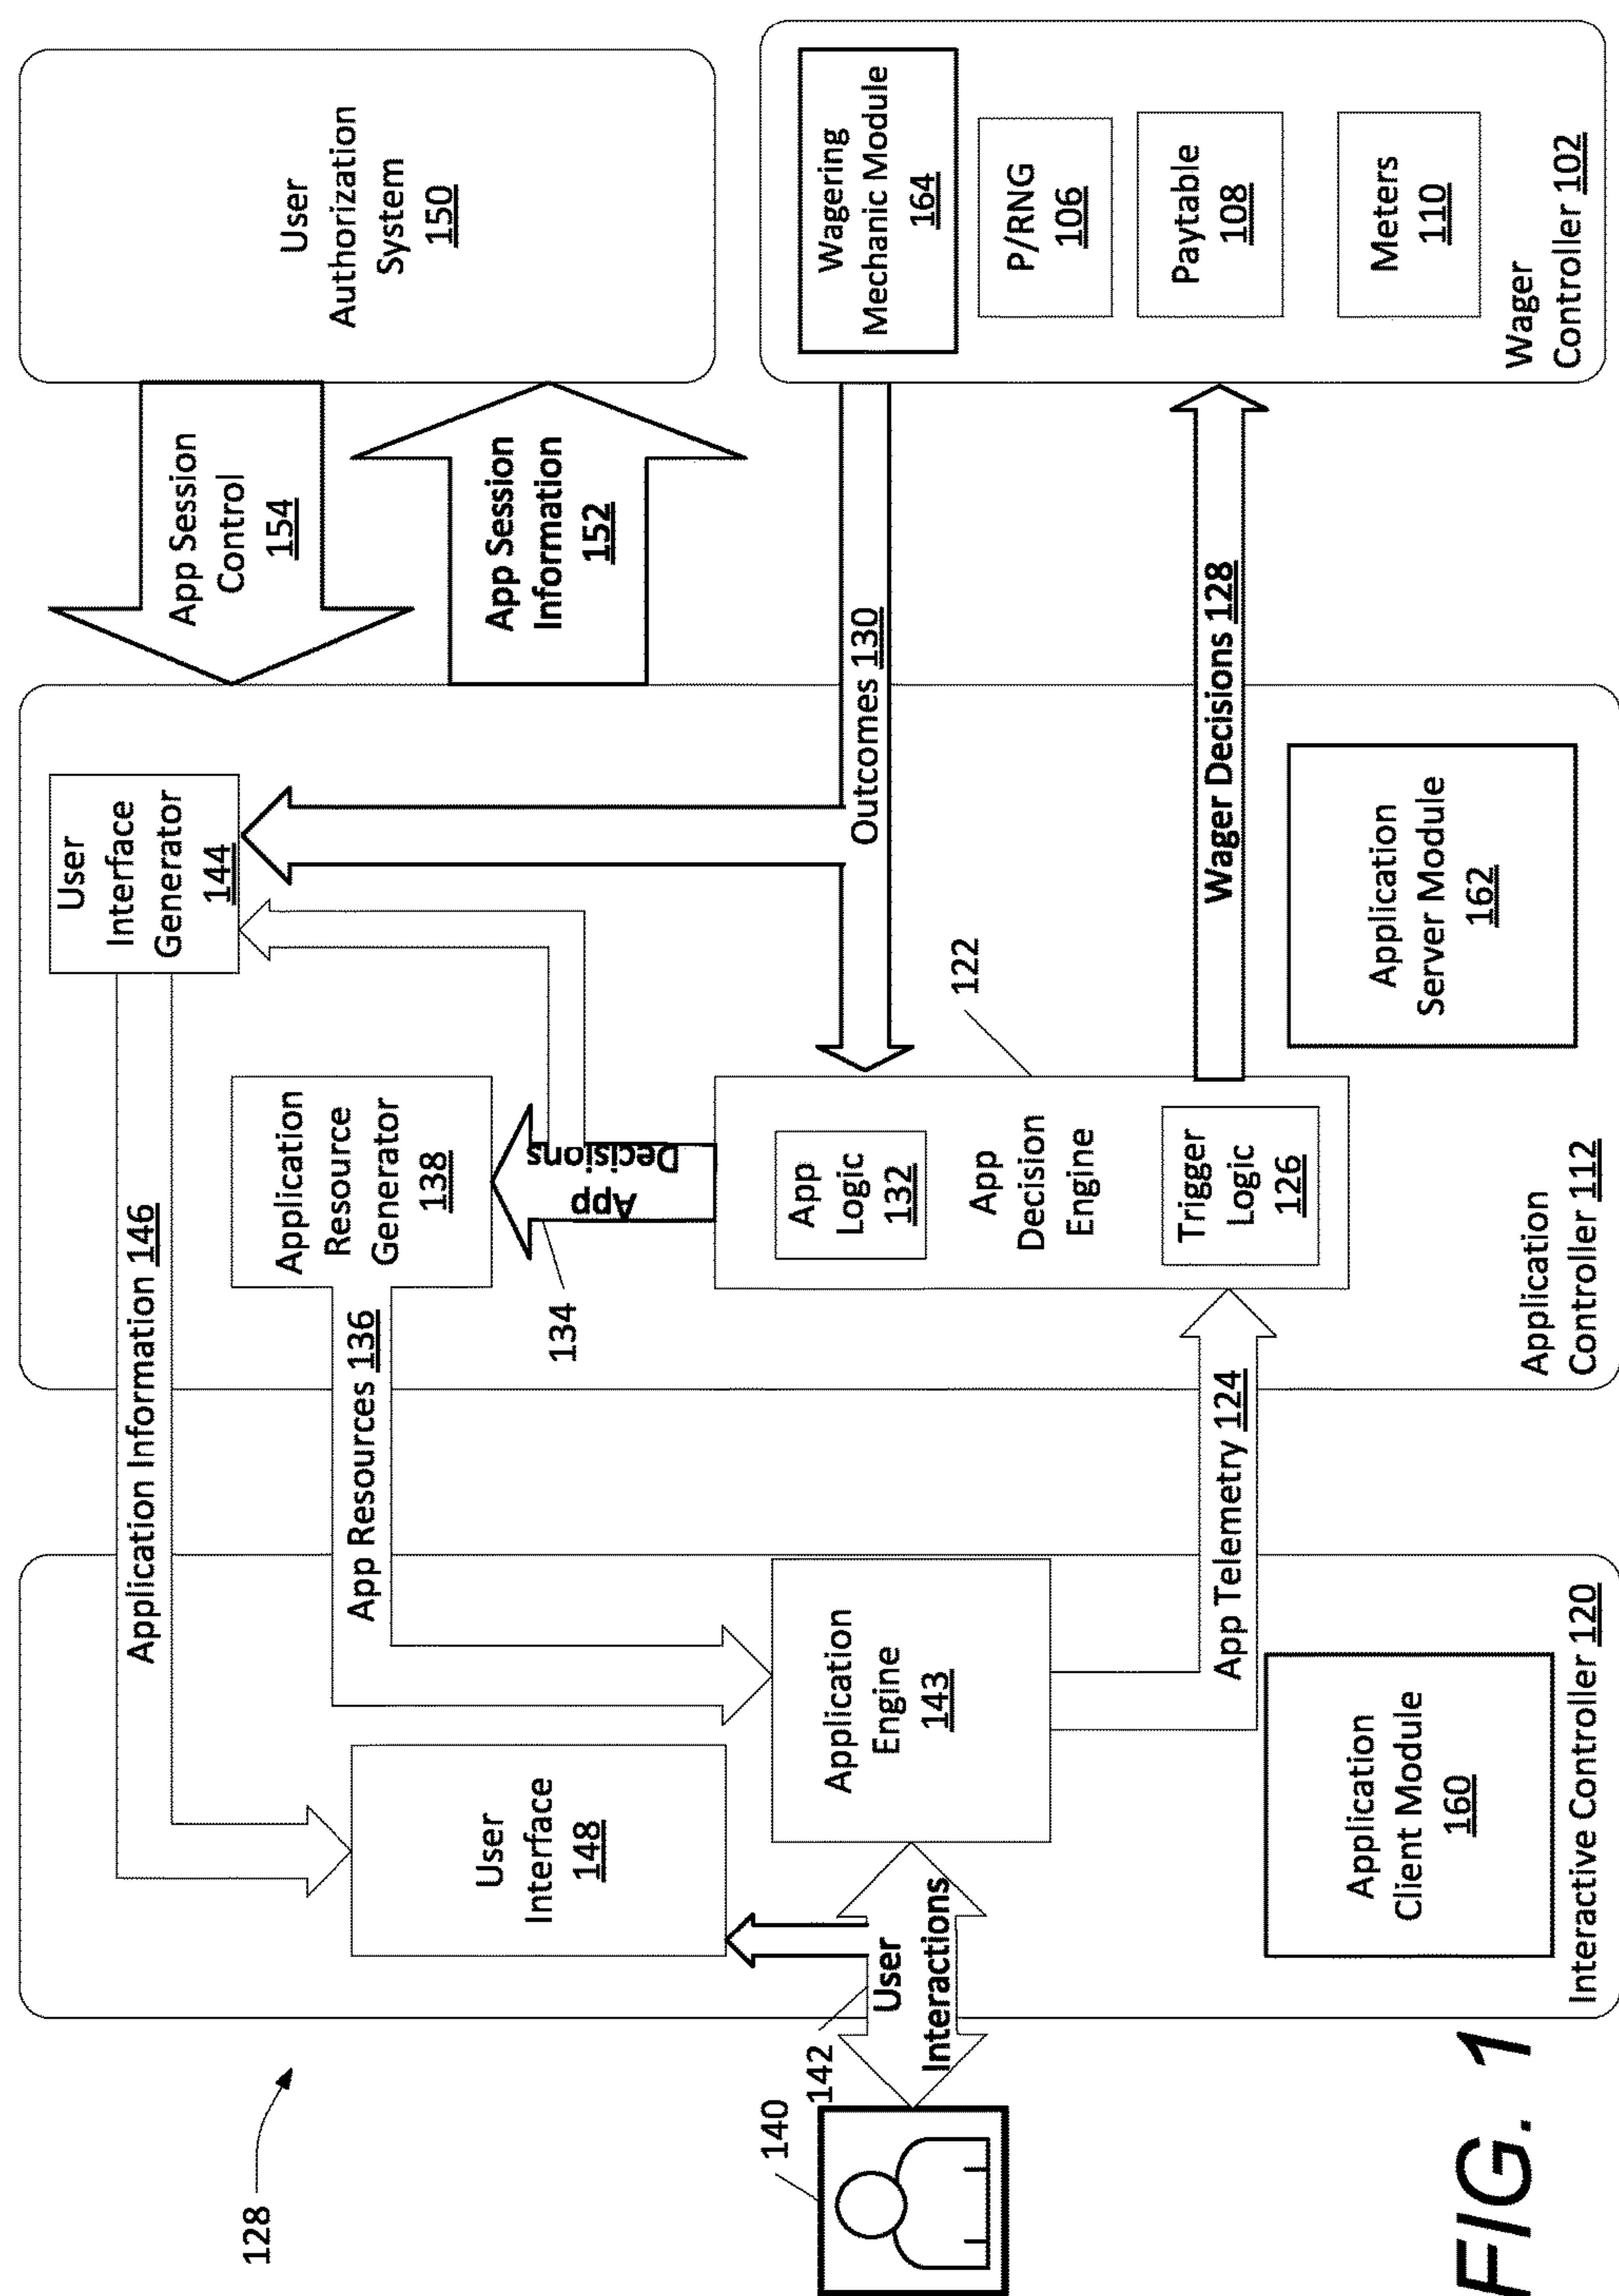 128
140
142
User
Interactions
Application Information 146
User
Interface
148
App Resources 136
Application
Engine
143
App Telemetry 124
Application
Client Module
160
Interactive Controller 120
User
Interface
Generator
144
Application
Resource
Generator
138
134
App
Decisions
122
App
Logic
132
App
Decision
Engine
Trigger
Logic
126
Outcomes 130
Wager Decisions 128
Application
Server Module
162
Application
Controller 112
App Session
Control
154
App Session
Information
152
User
Authorization
System
150
Wagering
Mechanic Module
164
P/RNG
106
Paytable
108
Meters
110
Wager
Controller 102
FIG. 1